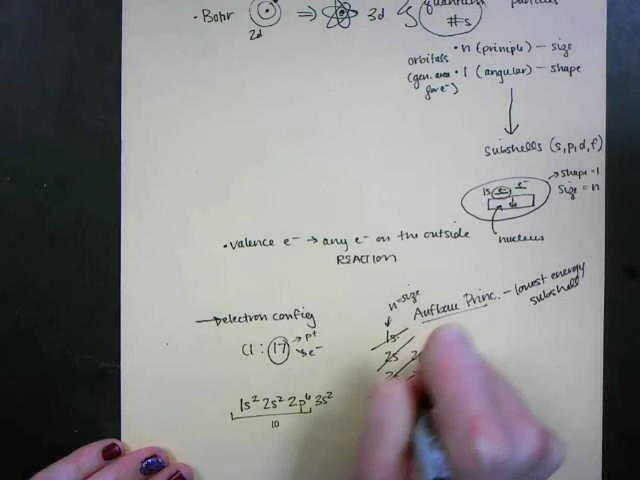 • Bohr
2d
⇒
3d
quantum
#s
particles
orbitals
(gen. area
for e⁻)
• n (principle) – size
• l (angular) – shape
subshells (s,p,d,f)
1s e⁻ e⁻
shape - l
size = n
nucleus
• valence e⁻ → any e⁻ on the outside
REACTION
→ electron config
Cl : 17
p⁺
e⁻
1s² 2s² 2p⁶ 3s²
10
n - size
1s
2s
Aufbau Princ. – lowest energy
subshell